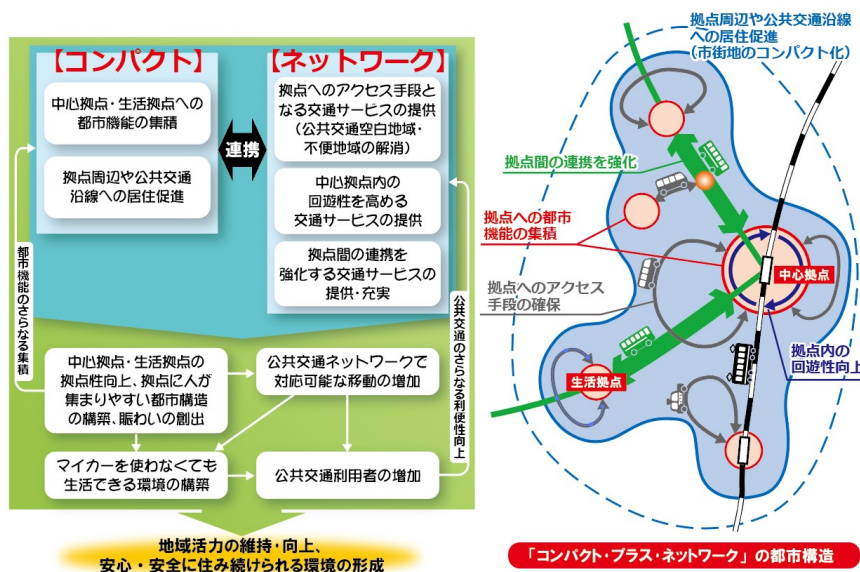 【コンパクト】
中心拠点・生活拠点への
都市機能の集積
拠点周辺や公共交通
沿線への居住促進
連携
【ネットワーク】
拠点へのアクセス手段と
なる交通サービスの提供
(公共交通空白地域・
不便地域の解消)
中心拠点内の
回遊性を高める
交通サービスの提供
拠点間の連携を
強化する交通サービスの
提供・充実
都市機能のさらなる集積
公共交通のさらなる利便性向上
中心拠点・生活拠点の
拠点性向上、拠点に人が
集まりやすい都市構造
の構築、賑わいの創出
公共交通ネットワークで
対応可能な移動の増加
マイカーを使わなくても
生活できる環境の構築
公共交通利用者の増加
地域活力の維持・向上、
安心・安全に住み続けられる環境の形成
拠点周辺や公共交通沿線
への居住促進
(市街地のコンパクト化)
拠点間の連携を強化
拠点への都市
機能の集積
中心拠点
拠点へのアクセス
手段の確保
拠点内の
回遊性向上
生活拠点
「コンパクト・プラス・ネットワーク」の都市構造